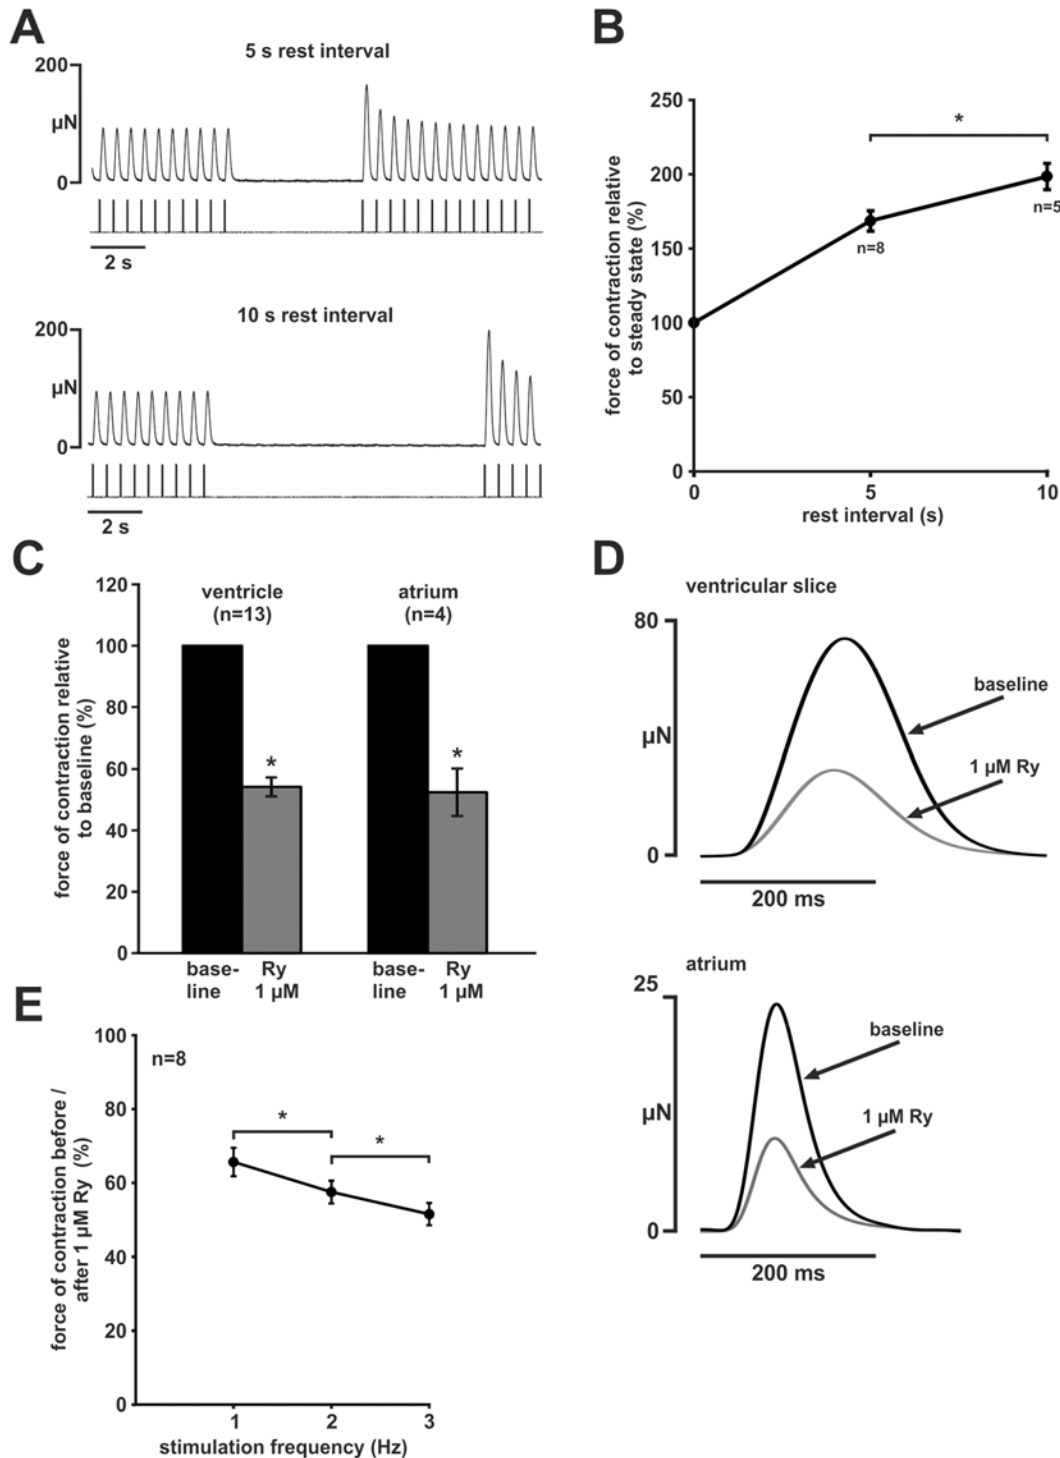 A
5 s rest interval
200
µN
0
2 s
10 s rest interval
200
µN
0
2 s
B
force of contraction relative
to steady state (%)
250
200
150
100
50
0
*
n=8
n=5
0
5
10
rest interval (s)
C
force of contraction relative
to baseline (%)
120
100
80
60
40
20
0
ventricle
(n=13)
atrium
(n=4)
*
*
base-
line
Ry
1 µM
base-
line
Ry
1 µM
D
ventricular slice
80
µN
0
baseline
1 µM Ry
200 ms
atrium
25
µN
0
baseline
1 µM Ry
200 ms
E
force of contraction before /
after 1 µM Ry (%)
100
80
60
40
20
0
n=8
*
*
1
2
3
stimulation frequency (Hz)